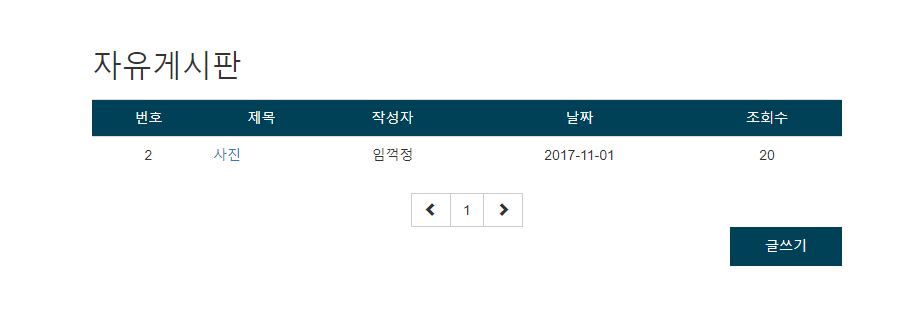 자유게시판
번호 제목 작성자 날짜 조회수
2 사진 임꺽정 2017-11-01 20
1
글쓰기